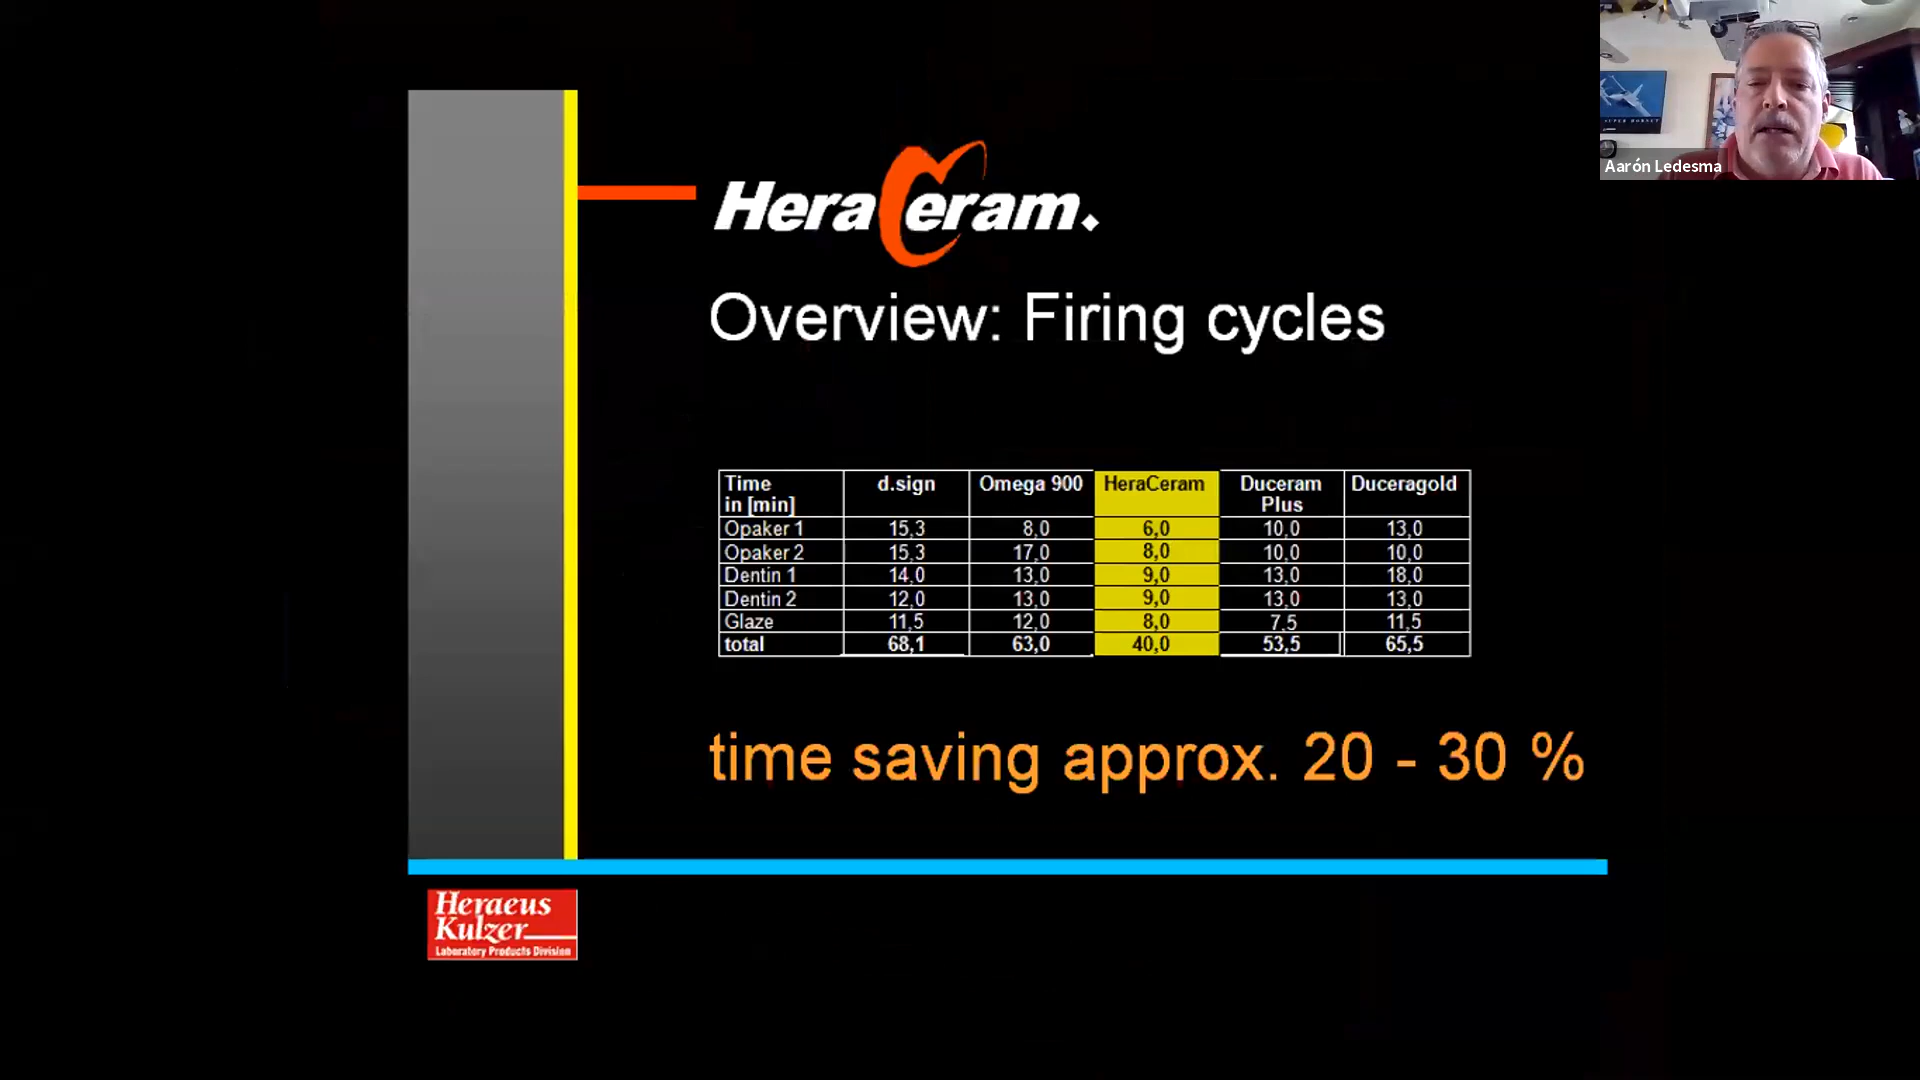 SUPER HORNET
Aarón Ledesma
HeraCeram.
Overview: Firing cycles
Time in [min] d.sign Omega 900 HeraCeram Duceram Plus Duceragold
Opaker 1 15,3 8,0 6,0 10,0 13,0
Opaker 2 15,3 17,0 8,0 10,0 10,0
Dentin 1 14,0 13,0 9,0 13,0 18,0
Dentin 2 12,0 13,0 9,0 13,0 13,0
Glaze 11,5 12,0 8,0 7,5 11,5
total 68,1 63,0 40,0 53,5 65,5
time saving approx. 20 - 30 %
Heraeus
Kulzer
Laboratory Products Division